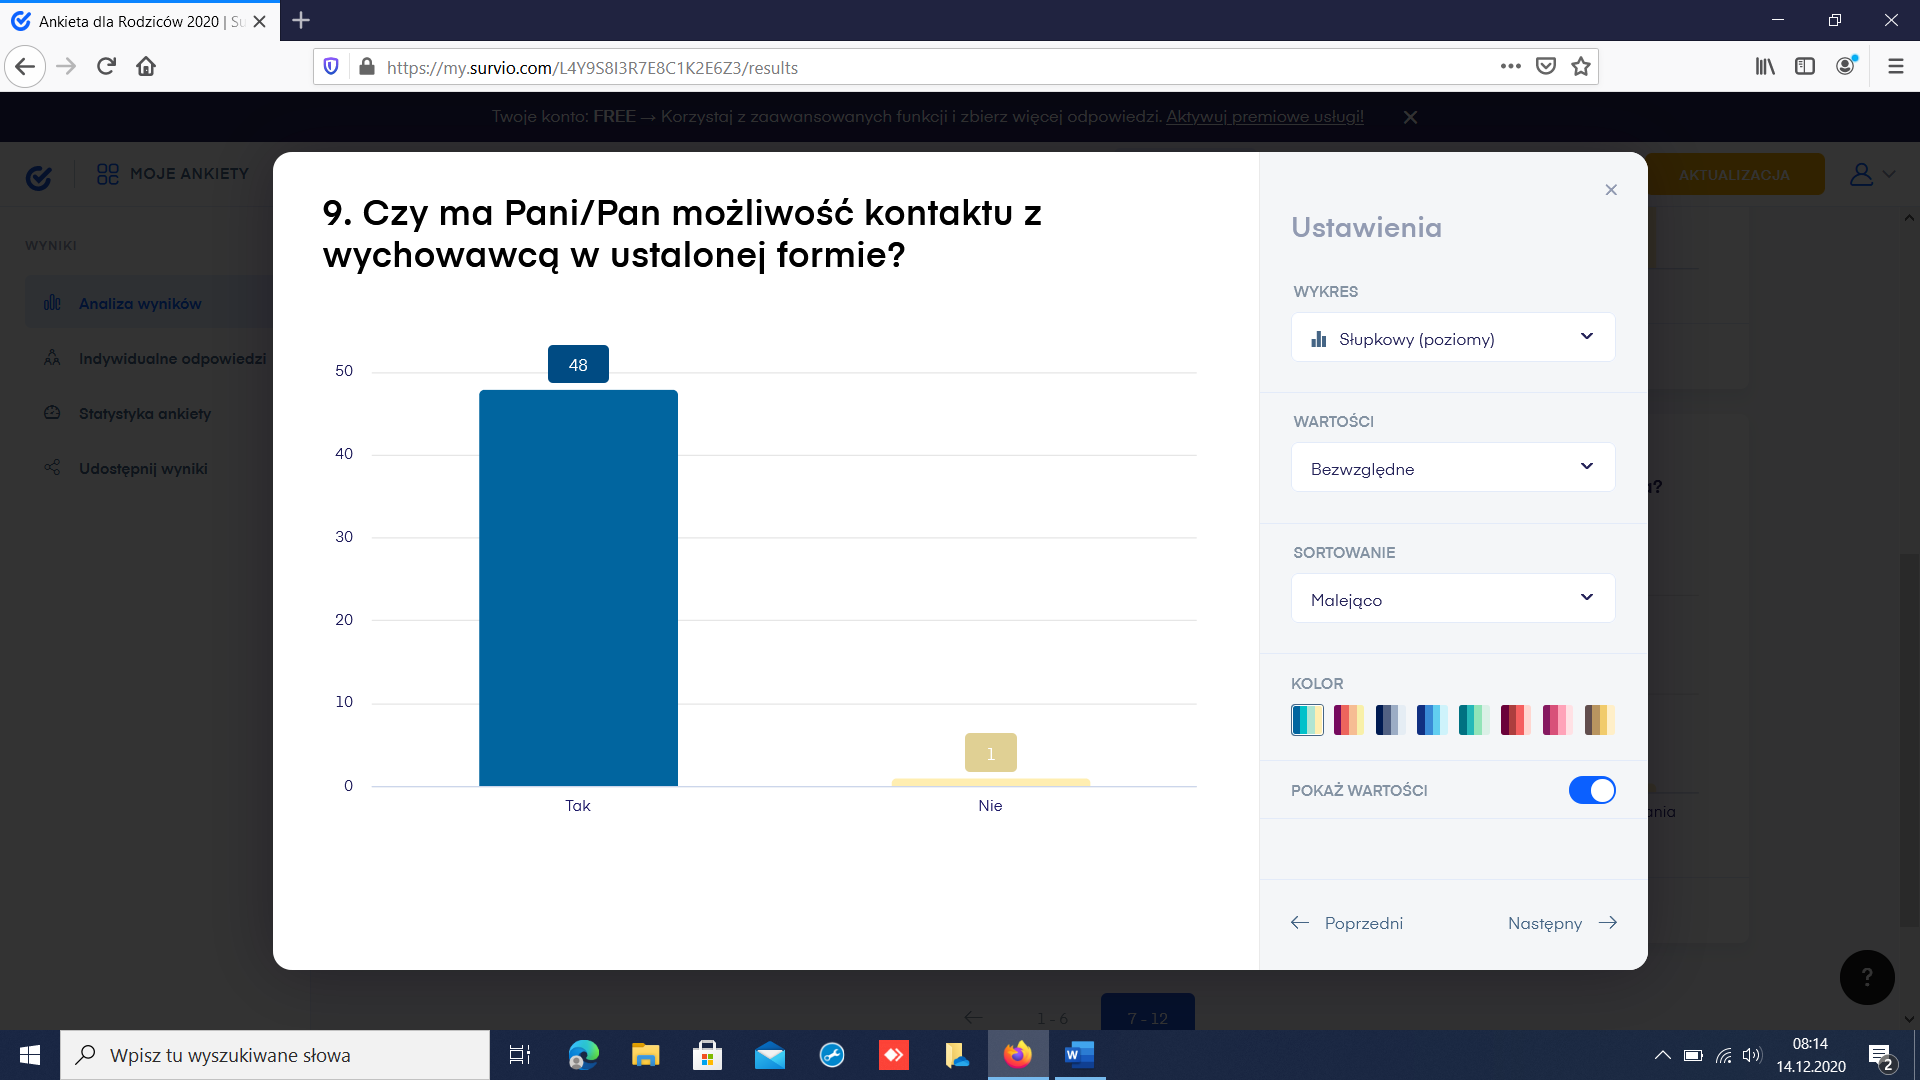 Ankieta dla Rodziców 2020 | Su
https://my.survio.com/L4Y9S8I3R7E8C1K2E6Z3/results
Twoje konto: FREE → Korzystaj z zaawansowanych funkcji i zbierz więcej odpowiedzi. Aktywuj premiowe usługi!
MOJE ANKIETY
AKTUALIZACJA
WYNIKI
Analiza wyników
Indywidualne odpowiedzi
Statystyka ankiety
Udostępnij wyniki
9. Czy ma Pani/Pan możliwość kontaktu z
wychowawcą w ustalonej formie?
50
40
30
20
10
0
48
1
Tak
Nie
Ustawienia
WYKRES
Słupkowy (poziomy)
WARTOŚCI
Bezwzględne
SORTOWANIE
Malejąco
KOLOR
POKAŻ WARTOŚCI
Poprzedni
Następny
?
1 - 6
7 - 12
Wpisz tu wyszukiwane słowa
08:14
14.12.2020
2